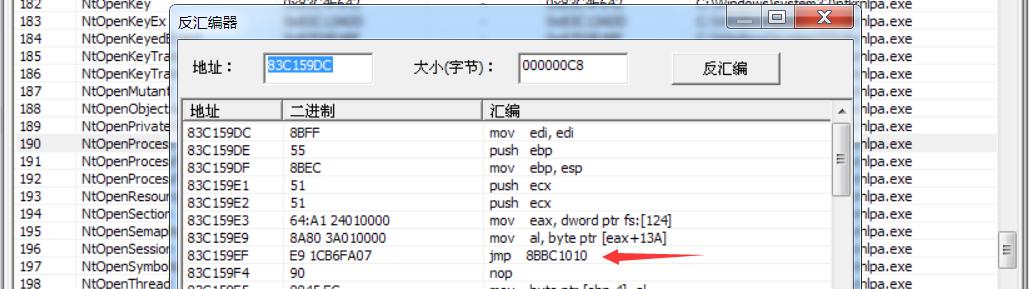 182 NtOpenKey
183 NtOpenKeyEx nlpa.exe
184 NtOpenKeyedE nlpa.exe
185 NtOpenKeyTra nlpa.exe
186 NtOpenKeyTra nlpa.exe
187 NtOpenMutant nlpa.exe
188 NtOpenObject nlpa.exe
189 NtOpenPrivate nlpa.exe
190 NtOpenProcess nlpa.exe
191 NtOpenProcess nlpa.exe
192 NtOpenProcess nlpa.exe
193 NtOpenResour nlpa.exe
194 NtOpenSection nlpa.exe
195 NtOpenSemap nlpa.exe
196 NtOpenSession nlpa.exe
197 NtOpenSymbo nlpa.exe
198 NtOpenThread nlpa.exe
反汇编器
地址： 83C159DC 大小(字节)： 000000C8 反汇编
地址 二进制 汇编
83C159DC 8BFF mov edi, edi
83C159DE 55 push ebp
83C159DF 8BEC mov ebp, esp
83C159E1 51 push ecx
83C159E2 51 push ecx
83C159E3 64:A1 24010000 mov eax, dword ptr fs:[124]
83C159E9 8A80 3A010000 mov al, byte ptr [eax+13A]
83C159EF E9 1CB6FA07 jmp 8BBC1010
83C159F4 90 nop